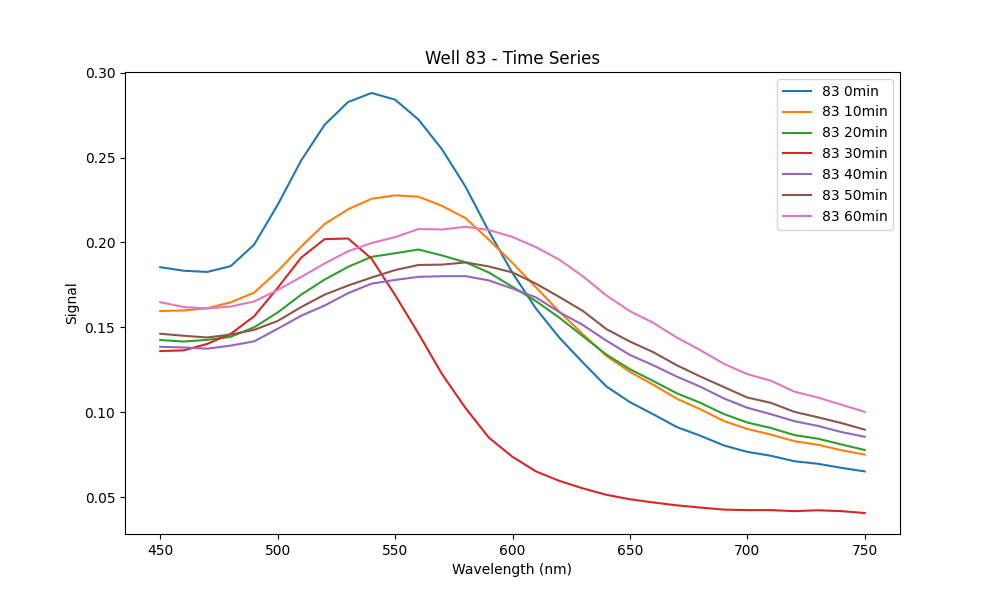 Well 83 - Time Series
0.30
0.25
0.20
0.15
0.10
0.05
Signal
450 500 550 600 650 700 750
Wavelength (nm)
83 0min
83 10min
83 20min
83 30min
83 40min
83 50min
83 60min